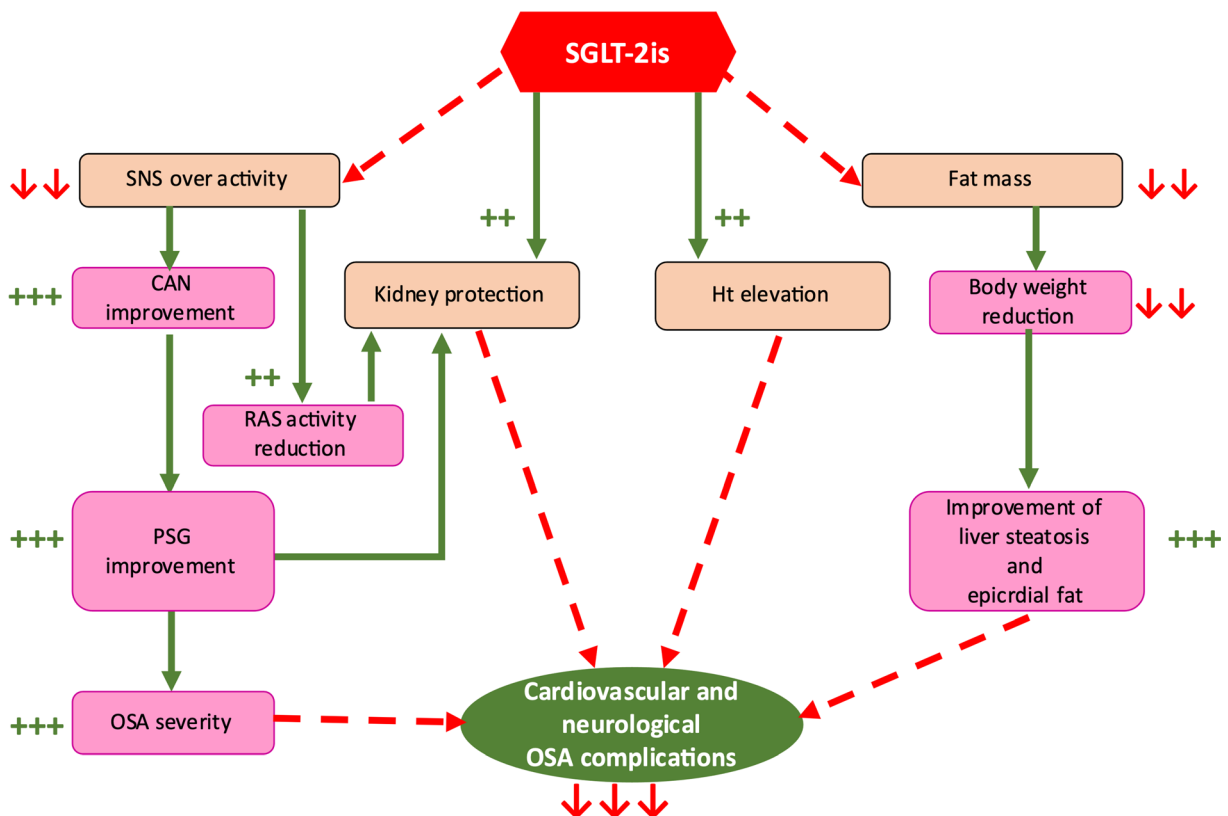 SGLT-2is
SNS over activity
Fat mass
++
++
+++
CAN
improvement
Kidney protection
Ht elevation
Body weight
reduction
++
RAS activity
reduction
+++
PSG
improvement
Improvement of
liver steatosis
and
epicrdial fat
+++
+++
OSA severity
Cardiovascular and
neurological
OSA complications